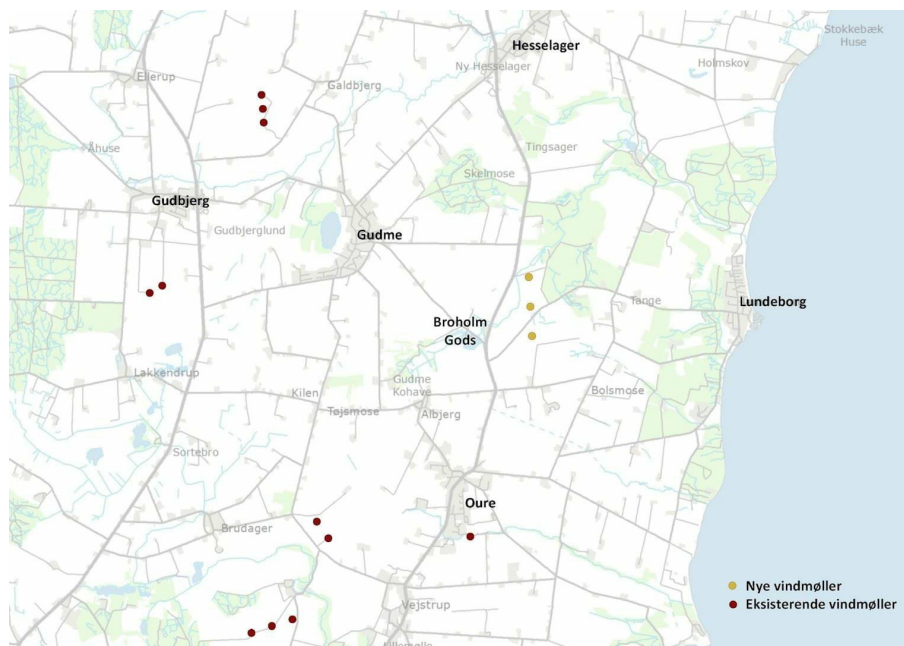 Stokkebæk
Huse
Hesselager
Ny Hesselager
Holmskov
Ellerup
Galdbjerg
Åhuse
Tingsager
Skelmose
Gudbjerg
Gudbjerglund
Gudme
Tange
Lundeborg
Broholm
Gods
Lakkendrup
Gudme
Kohave
Kilen
Bolsmose
Tøjsmose
Albjerg
Sortebro
Oure
Brudager
Nye vindmøller
Eksisterende vindmøller
Vejstrup